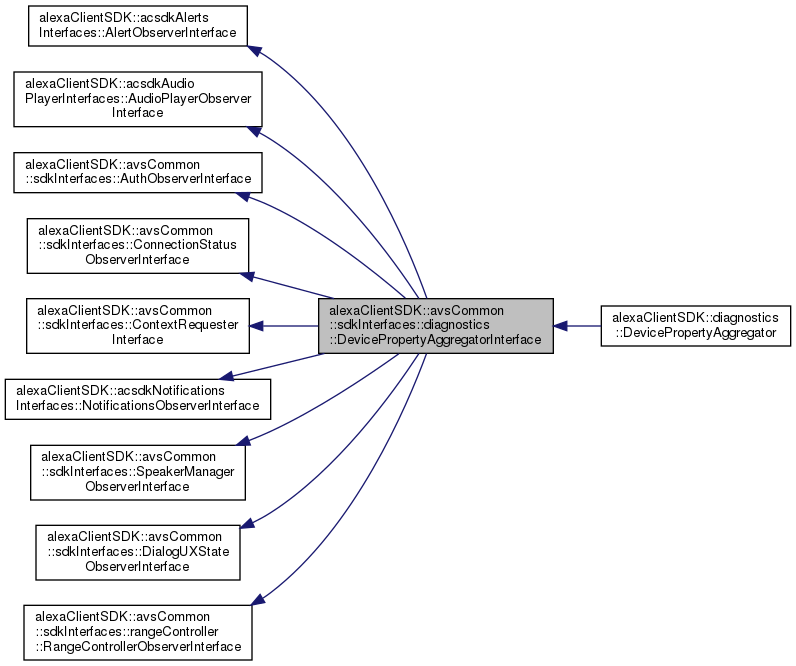 alexaClientSDK::acsdkAlerts
Interfaces::AlertObserverInterface
alexaClientSDK::acsdkAudio
PlayerInterfaces::AudioPlayerObserver
Interface
alexaClientSDK::avsCommon
::sdkInterfaces::AuthObserverInterface
alexaClientSDK::avsCommon
::sdkInterfaces::ConnectionStatus
ObserverInterface
alexaClientSDK::avsCommon
::sdkInterfaces::ContextRequester
Interface
alexaClientSDK::acsdkNotifications
Interfaces::NotificationsObserverInterface
alexaClientSDK::avsCommon
::sdkInterfaces::SpeakerManager
ObserverInterface
alexaClientSDK::avsCommon
::sdkInterfaces::DialogUXState
ObserverInterface
alexaClientSDK::avsCommon
::sdkInterfaces::rangeController
::RangeControllerObserverInterface
alexaClientSDK::avsCommon
::sdkInterfaces::diagnostics
::DevicePropertyAggregatorInterface
alexaClientSDK::diagnostics
::DevicePropertyAggregator